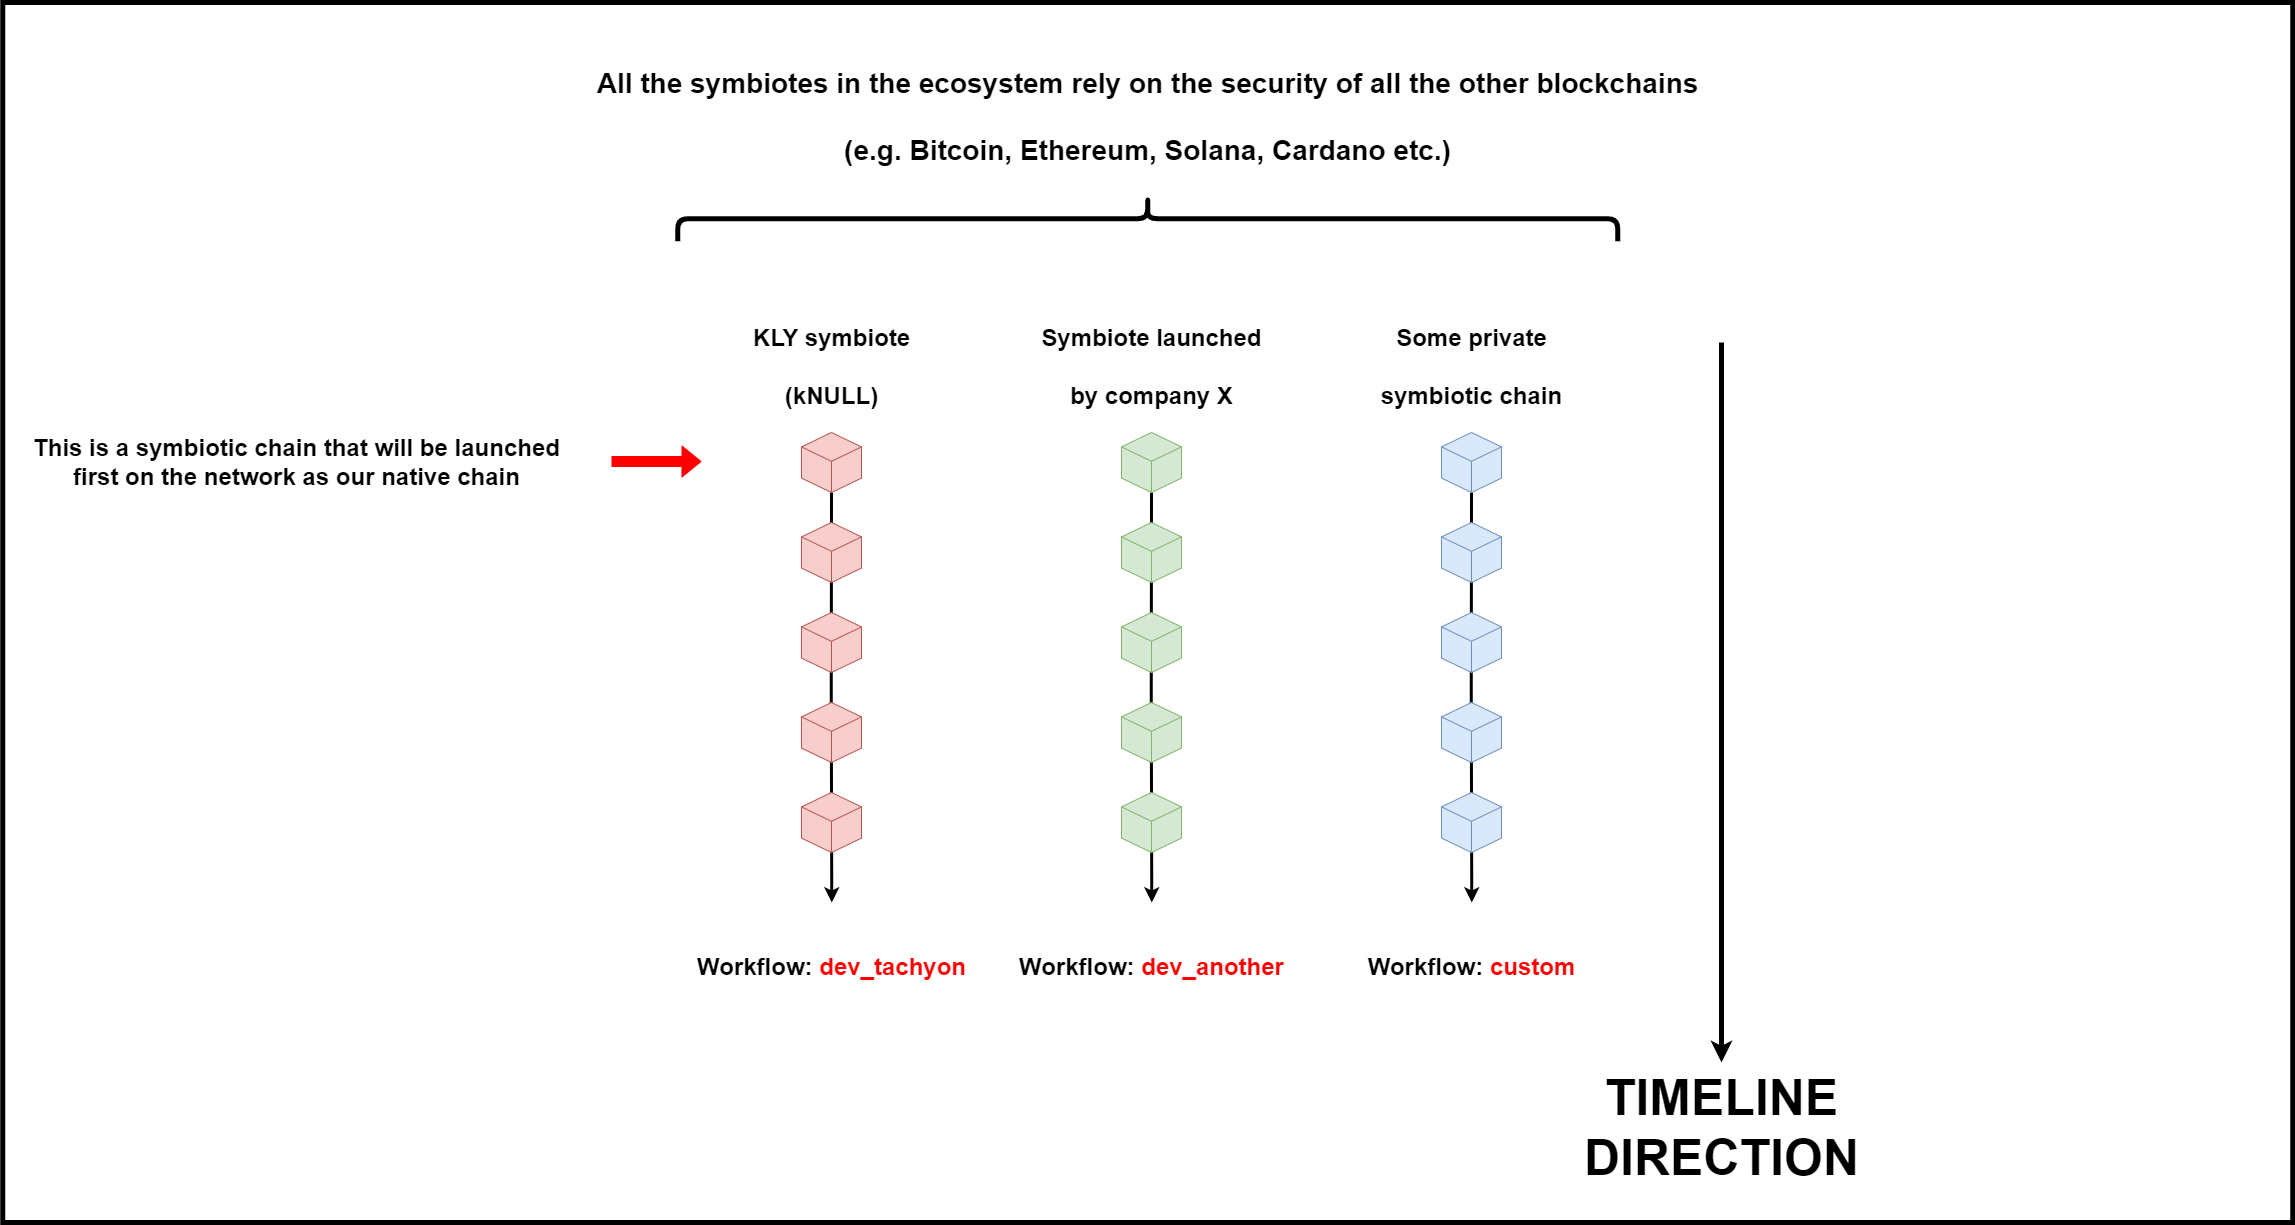 All the symbiotes in the ecosystem rely on the security of all the other blockchains
(e.g. Bitcoin, Ethereum, Solana, Cardano etc.)
KLY symbiote
(kNULL)
Symbiote launched
by company X
Some private
symbiotic chain
This is a symbiotic chain that will be launched
first on the network as our native chain
Workflow: dev_tachyon
Workflow: dev_another
Workflow: custom
TIMELINE
DIRECTION